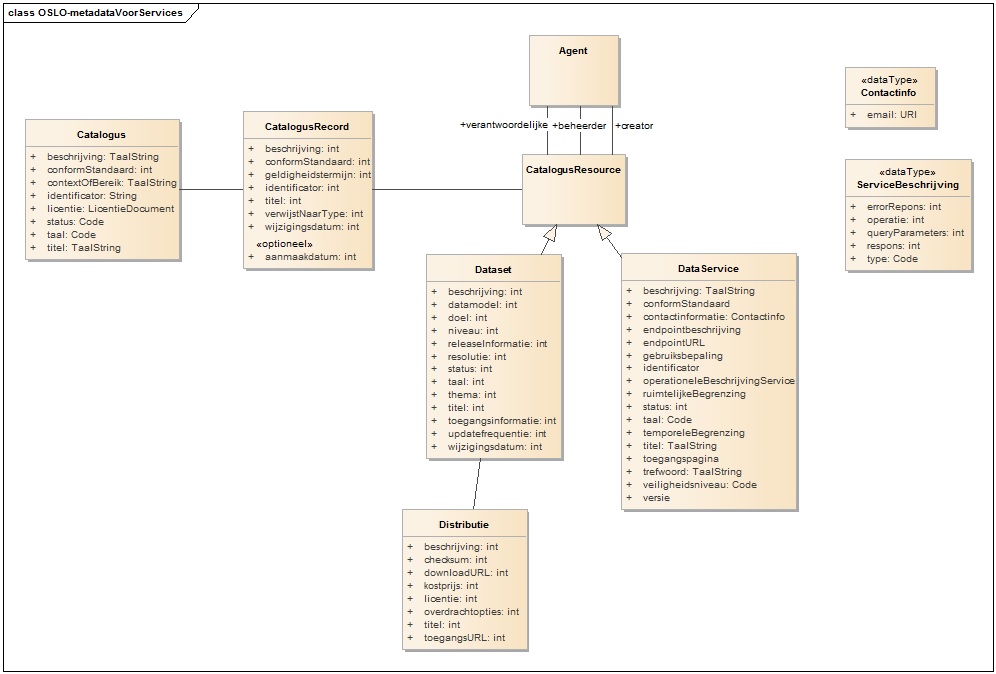 class OSLO-metadataVoorServices
Agent
+verantwoordelijke
+beheerder
+creator
«dataType»
Contactinfo
+ email: URI
Catalogus
+ beschrijving: TaalString
+ conformStandaard: int
+ contextOfBereik: TaalString
+ identificator: String
+ licentie: LicentieDocument
+ status: Code
+ taal: Code
+ titel: TaalString
CatalogusRecord
+ beschrijving: int
+ conformStandaard: int
+ geldigheidstermijn: int
+ identificator: int
+ titel: int
+ verwijstNaarType: int
+ wijzigingsdatum: int
«optioneel»
+ aanmaakdatum: int
CatalogusResource
«dataType»
ServiceBeschrijving
+ errorRepons: int
+ operatie: int
+ queryParameters: int
+ respons: int
+ type: Code
Dataset
+ beschrijving: int
+ datamodel: int
+ doel: int
+ niveau: int
+ releaseInformatie: int
+ resolutie: int
+ status: int
+ taal: int
+ thema: int
+ titel: int
+ toegangsinformatie: int
+ updatefrequentie: int
+ wijzigingsdatum: int
DataService
+ beschrijving: TaalString
+ conformStandaard
+ contactinformatie: Contactinfo
+ endpointbeschrijving
+ endpointURL
+ gebruiksbepaling
+ identificator
+ operationeleBeschrijvingService
+ ruimtelijkeBegrenzing
+ status: int
+ taal: Code
+ temporeleBegrenzing
+ titel: TaalString
+ toegangspagina
+ trefwoord: TaalString
+ veiligheidsniveau: Code
+ versie
Distributie
+ beschrijving: int
+ checksum: int
+ downloadURL: int
+ kostprijs: int
+ licentie: int
+ overdrachtopties: int
+ titel: int
+ toegangsURL: int